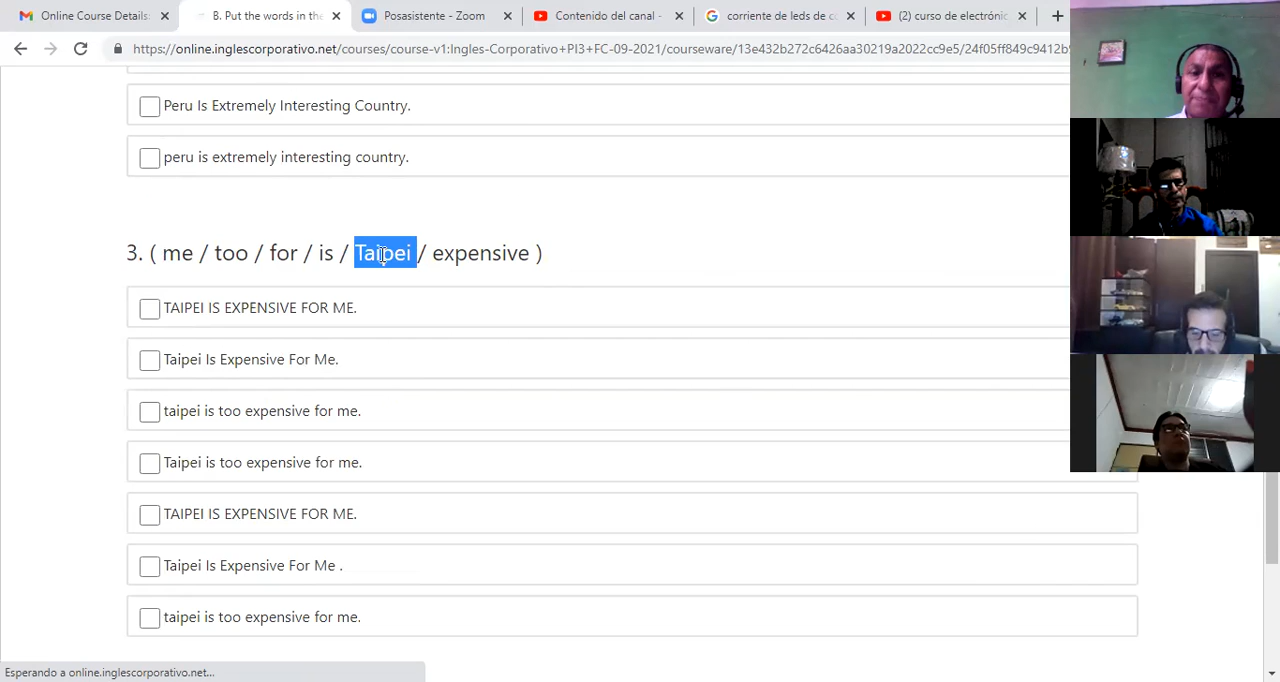 Online Course Details:
B. Put the words in the
Posasistente - Zoom
Contenido del canal -
corriente de leds de co
(2) curso de electrónic
https://online.inglescorporativo.net/courses/course-v1:Ingles-Corporativo+PI3+FC-09-2021/courseware/13e432b272c6426aa30219a2022cc9e5/24f05ff849c9412b9
Peru Is Extremely Interesting Country.
peru is extremely interesting country.
3. ( me / too / for / is / Taipei / expensive )
TAIPEI IS EXPENSIVE FOR ME.
Taipei Is Expensive For Me.
taipei is too expensive for me.
Taipei is too expensive for me.
TAIPEI IS EXPENSIVE FOR ME.
Taipei Is Expensive For Me .
taipei is too expensive for me.
Esperando a online.inglescorporativo.net...